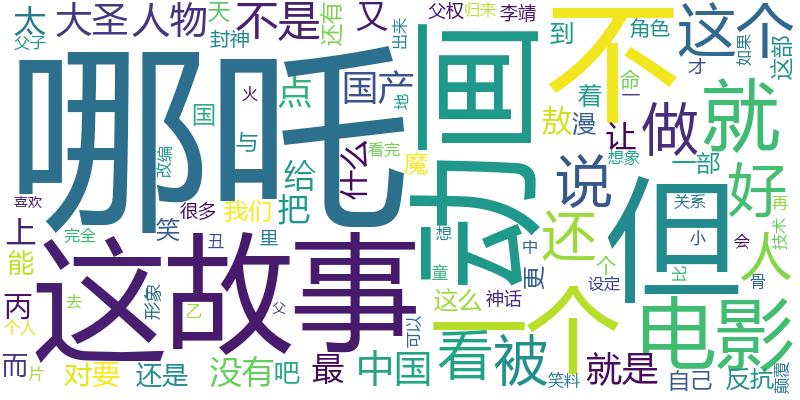 哪吒
动画
不
这个
太
大圣
人物
不是
天
封神
还有
又
父权
归来
李靖
到
角色
如果
这部
父子
出来
才
点
国产
地
国
火
与
敖
着
漫
命
一
让
做
就
改编
给
把
什么
看完
魔
说
想象
一部
好
喜欢
很多
我们
还
但
关系
再
技术
上
完全
笑
丑
里
这
故事
想
中
个
小
会
人
能
更
童
设定
比
骨
丙
去
形象
乙
父
可以
这么
神话
一个
电影
个人
而
片
对
要
还是
没有
吧
最
中国
看
被
笑料
就是
自己
反抗
颠覆